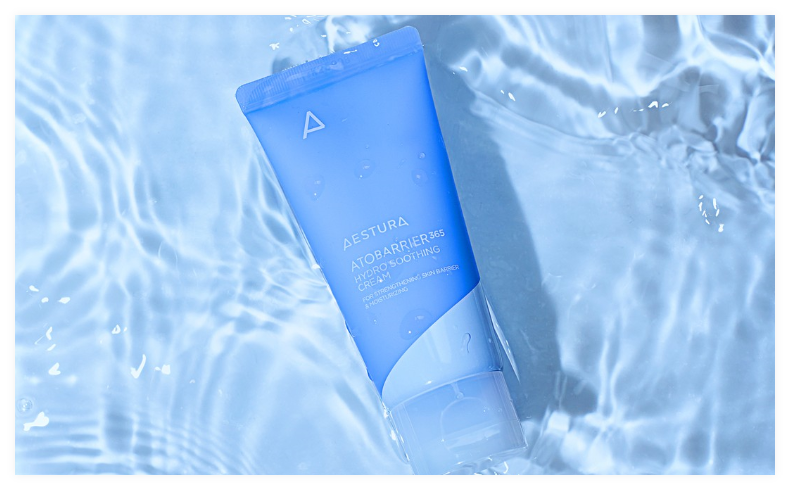 AESTURA
ATOBARRIER365
HYDRO SOOTHING
CREAM
FOR STRENGTHENING SKIN BARRIER
& MOISTURIZING